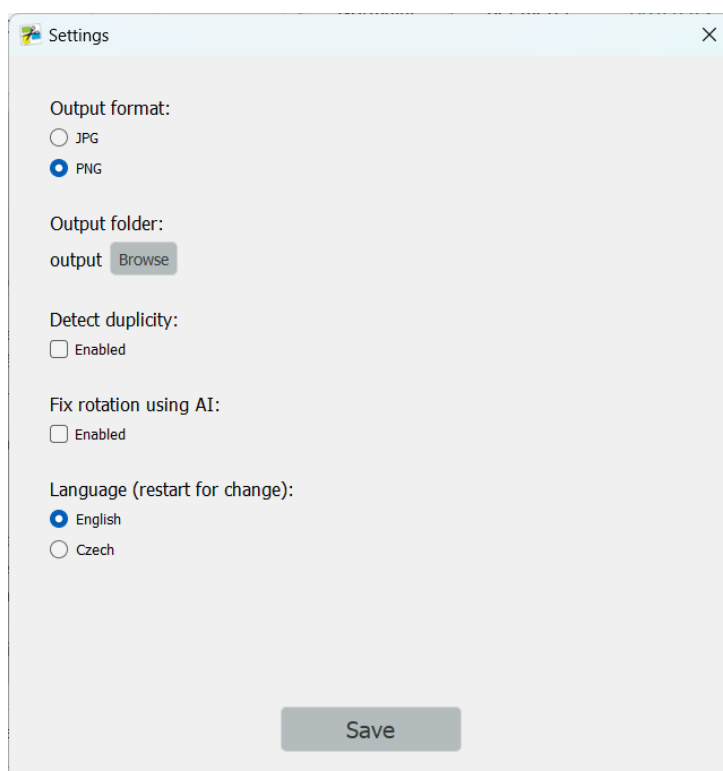 Settings
Output format:
JPG
PNG
Output folder:
output Browse
Detect duplicity:
Enabled
Fix rotation using AI:
Enabled
Language (restart for change):
English
Czech
Save